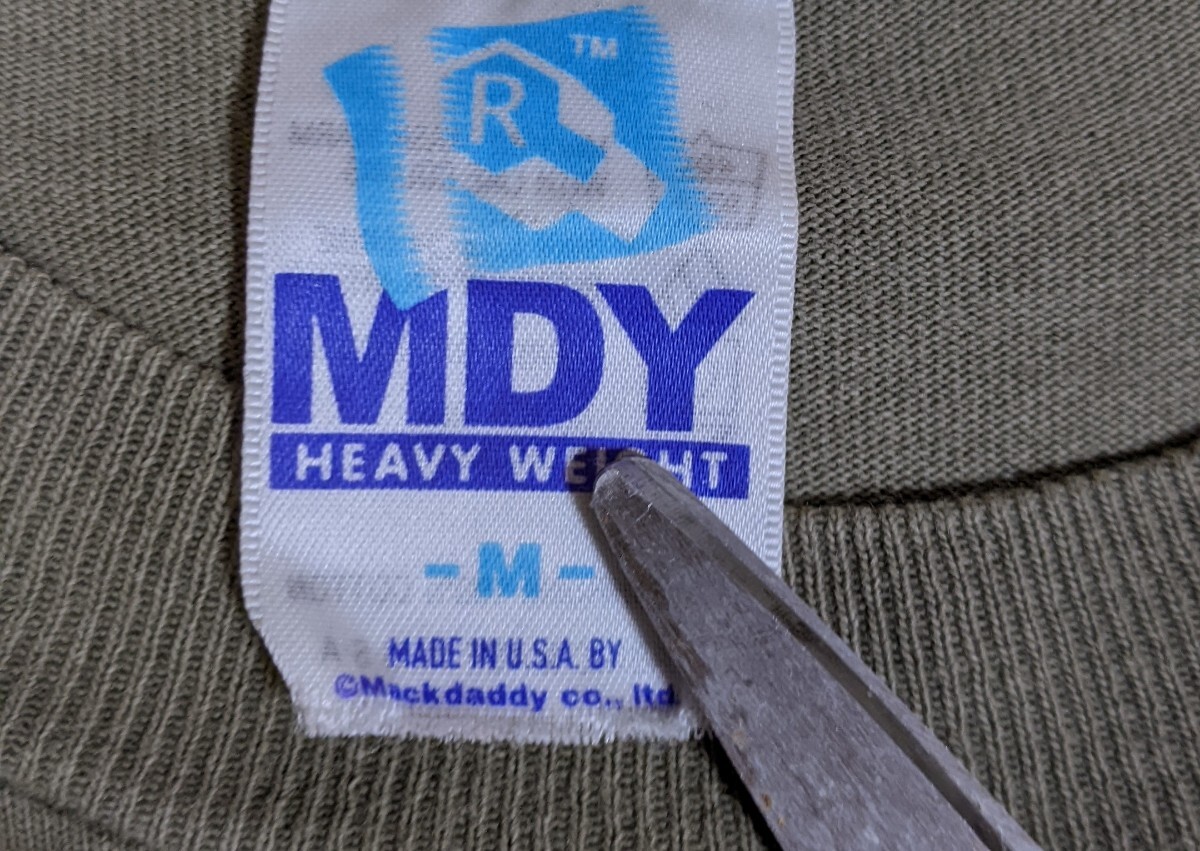 R
TM
MDY
HEAVY WEIGHT
- M -
MADE IN U.S.A. BY
©Mackdaddy co., ltd.